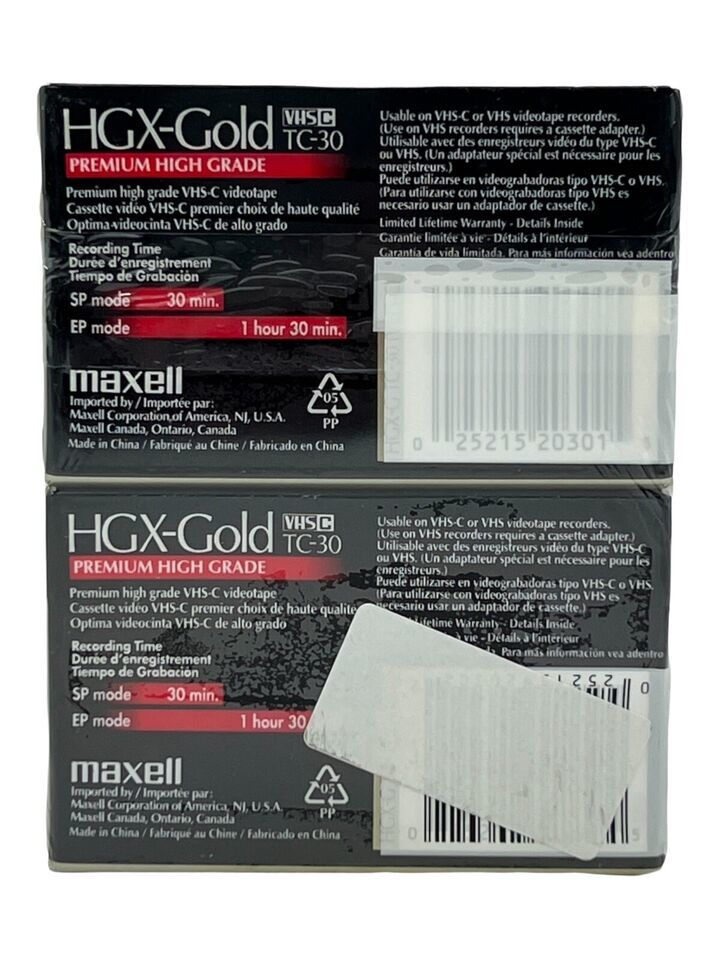 HGX-Gold VHSC TC-30
PREMIUM HIGH GRADE
Premium high grade VHS-C videotape
Cassette vidéo VHS-C premier choix de haute qualité
Optima videocinta VHS-C de alto grado
Recording Time
Durée d'enregistrement
Tiempo de Grabación
SP mode 30 min.
EP mode 1 hour 30 min.
maxell
Imported by / Importée par:
Maxell Corporation of America, NJ, U.S.A.
Maxell Canada, Ontario, Canada
Made in China / Fabriqué au Chine / Fabricado en China
05
PP
Usable on VHS-C or VHS videotape recorders.
(Use on VHS recorders requires a cassette adapter.)
Utilisable avec des enregistreurs vidéo du type VHS-C
ou VHS. (Un adaptateur spécial est nécessaire pour les
enregistreurs.)
Puede utilizarse en videograbadoras tipo VHS-C o VHS.
(Para utilizarse con videograbadoras tipo VHS es
necesario usar un adaptador de cassette.)
Limited Lifetime Warranty - Details Inside
Garantie limitée à vie - Détails à l'intérieur
Garantía de vida limitada. Para más información vea adentro
HGX-G TC-30
0 25215 20301 5
HGX-Gold VHSC TC-30
PREMIUM HIGH GRADE
Premium high grade VHS-C videotape
Cassette vidéo VHS-C premier choix de haute qualité
Optima videocinta VHS-C de alto grado
Recording Time
Durée d'enregistrement
Tiempo de Grabación
SP mode 30 min.
EP mode 1 hour 30
maxell
Imported by / Importée par:
Maxell Corporation of America, NJ, U.S.A.
Maxell Canada, Ontario, Canada
Made in China / Fabriqué au Chine / Fabricado en China
05
PP
Usable on VHS-C or VHS videotape recorders.
(Use on VHS recorders requires a cassette adapter.)
Utilisable avec des enregistreurs vidéo du type VHS-C
ou VHS. (Un adaptateur spécial est nécessaire pour les
enregistreurs.)
Puede utilizarse en videograbadoras tipo VHS-C o VHS.
(Para utilizarse con videograbadoras tipo VHS es
necesario usar un adaptador de cassette.)
Lifetime Warranty - Details Inside
à vie - Détails à l'intérieur
Para más información vea adentro
0 2 5